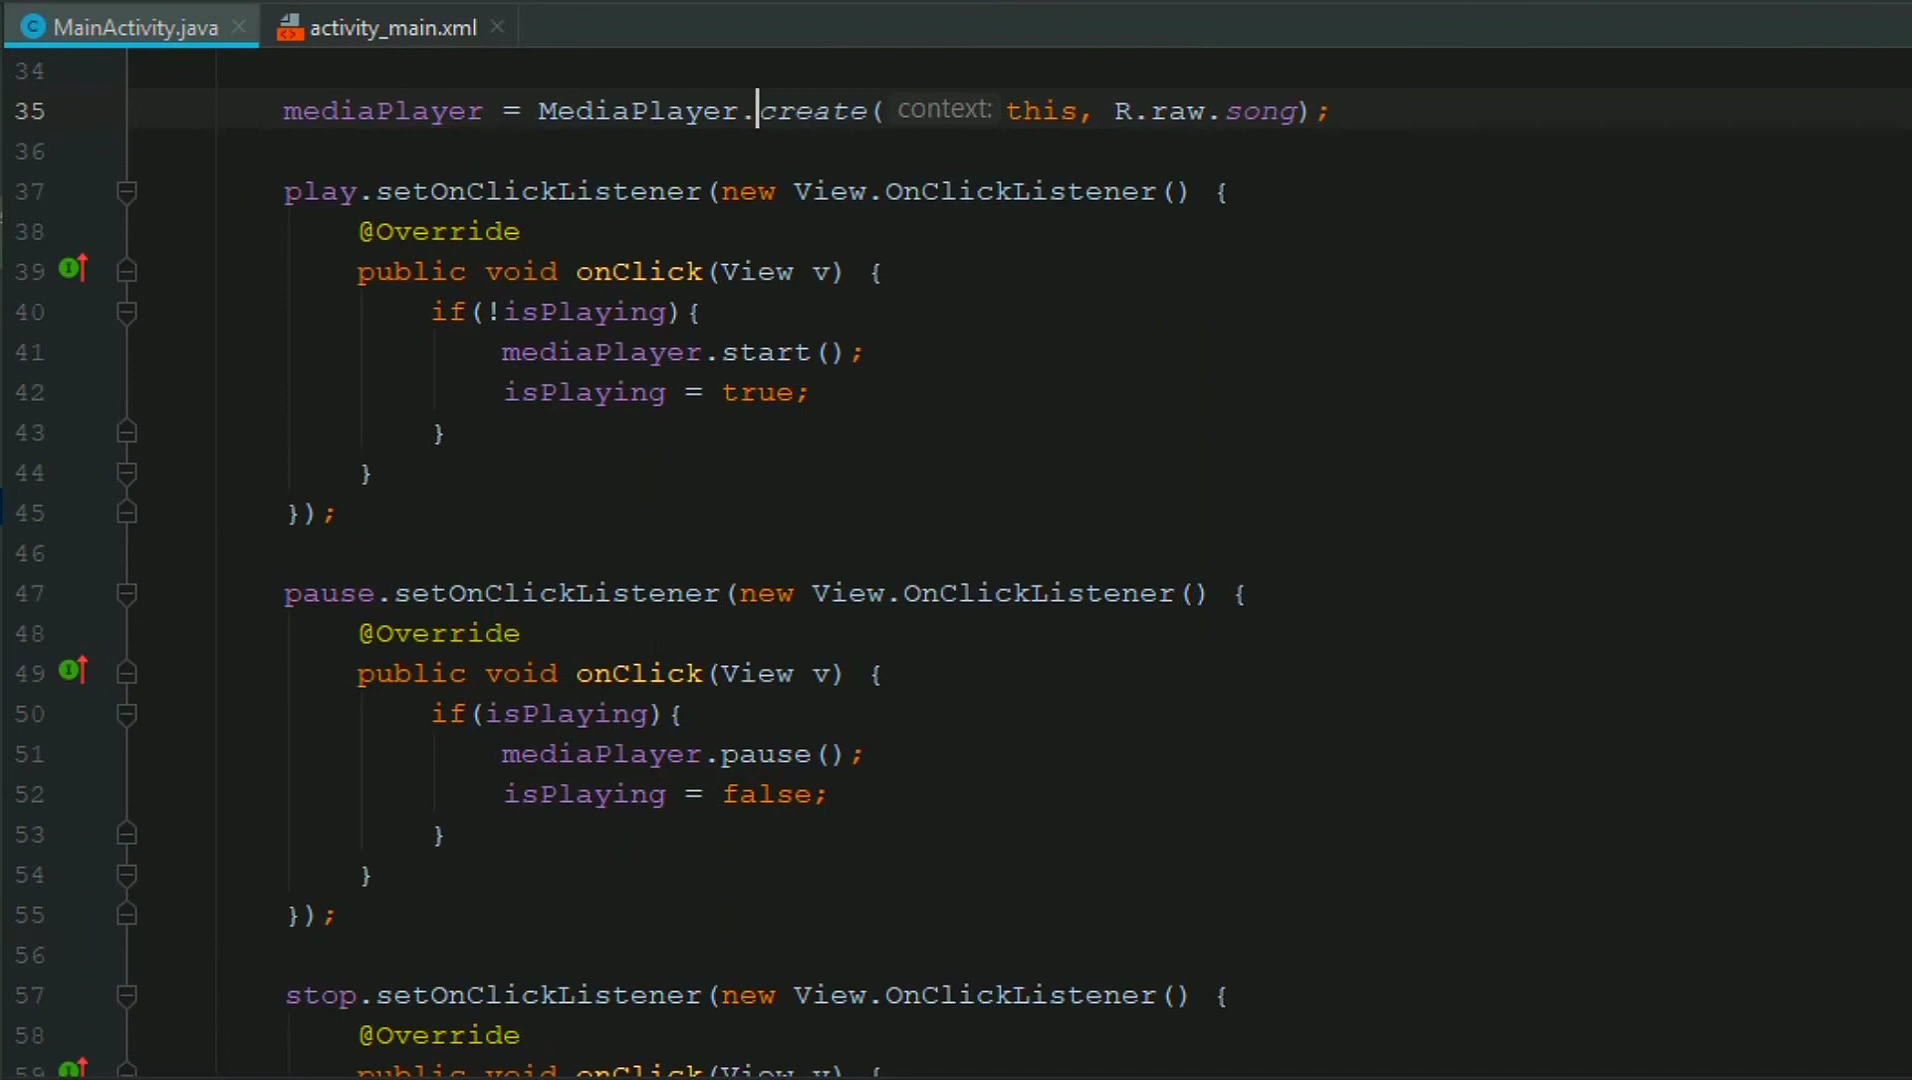 MainActivity.java activity_main.xml
34
35 mediaPlayer = MediaPlayer.create( context: this, R.raw.song);
36
37 play.setOnClickListener(new View.OnClickListener() {
38 @Override
39 public void onClick(View v) {
40 if(!isPlaying){
41 mediaPlayer.start();
42 isPlaying = true;
43 }
44 }
45 });
46
47 pause.setOnClickListener(new View.OnClickListener() {
48 @Override
49 public void onClick(View v) {
50 if(isPlaying){
51 mediaPlayer.pause();
52 isPlaying = false;
53 }
54 }
55 });
56
57 stop.setOnClickListener(new View.OnClickListener() {
58 @Override
59 public void onClick(View v) {